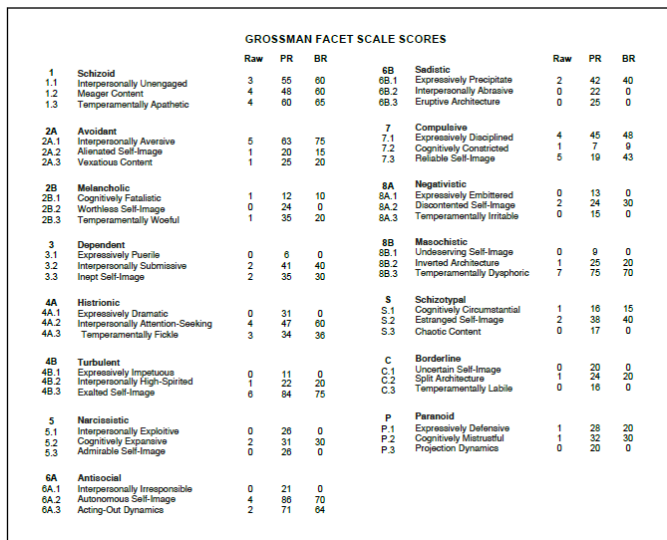 GROSSMAN FACET SCALE SCORES
Raw PR BR
1 Schizoid
1.1 Interpersonally Unengaged 3 55 60
1.2 Meager Content 4 48 60
1.3 Temperamentally Apathetic 4 60 65
2A Avoidant
2A.1 Interpersonally Aversive 5 63 75
2A.2 Alienated Self-Image 1 20 15
2A.3 Vexatious Content 1 25 20
2B Melancholic
2B.1 Cognitively Fatalistic 1 12 10
2B.2 Worthless Self-Image 0 24 0
2B.3 Temperamentally Woeful 1 35 20
3 Dependent
3.1 Expressively Puerile 0 6 0
3.2 Interpersonally Submissive 2 41 40
3.3 Inept Self-Image 2 35 30
4A Histrionic
4A.1 Expressively Dramatic 0 31 0
4A.2 Interpersonally Attention-Seeking 4 47 60
4A.3 Temperamentally Fickle 3 34 36
4B Turbulent
4B.1 Expressively Impetuous 0 11 0
4B.2 Interpersonally High-Spirited 1 22 20
4B.3 Exalted Self-Image 6 84 75
5 Narcissistic
5.1 Interpersonally Exploitive 0 26 0
5.2 Cognitively Expansive 2 31 30
5.3 Admirable Self-Image 0 26 0
6A Antisocial
6A.1 Interpersonally Irresponsible 0 21 0
6A.2 Autonomous Self-Image 4 86 70
6A.3 Acting-Out Dynamics 2 71 64
Raw PR BR
6B Sadistic
6B.1 Expressively Precipitate 2 42 40
6B.2 Interpersonally Abrasive 0 22 0
6B.3 Eruptive Architecture 0 25 0
7 Compulsive
7.1 Expressively Disciplined 4 45 48
7.2 Cognitively Constricted 1 7 9
7.3 Reliable Self-Image 5 19 43
8A Negativistic
8A.1 Expressively Embittered 0 13 0
8A.2 Discontented Self-Image 2 24 30
8A.3 Temperamentally Irritable 0 15 0
8B Masochistic
8B.1 Undeserving Self-Image 0 9 0
8B.2 Inverted Architecture 1 25 20
8B.3 Temperamentally Dysphoric 7 75 70
S Schizotypal
S.1 Cognitively Circumstantial 1 16 15
S.2 Estranged Self-Image 2 38 40
S.3 Chaotic Content 0 17 0
C Borderline
C.1 Uncertain Self-Image 0 20 0
C.2 Split Architecture 1 24 20
C.3 Temperamentally Labile 0 16 0
P Paranoid
P.1 Expressively Defensive 1 28 20
P.2 Cognitively Mistrustful 1 32 30
P.3 Projection Dynamics 0 20 0